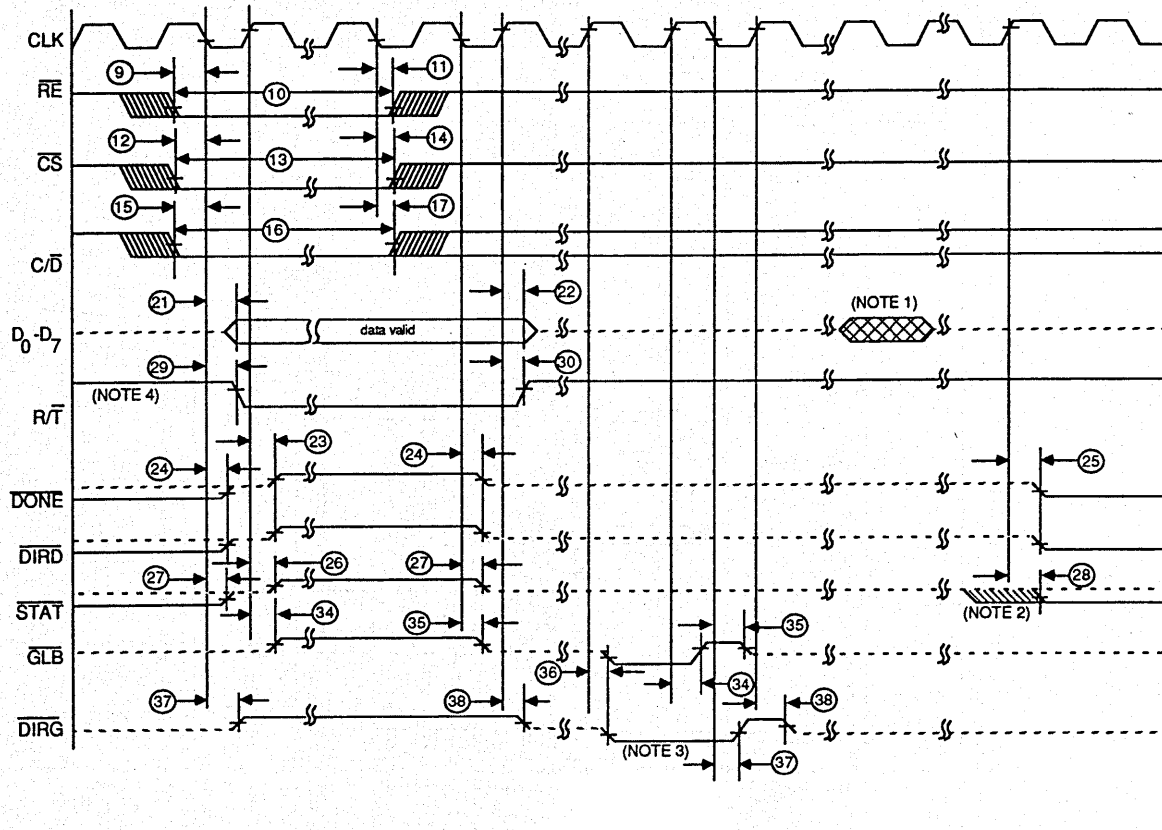 CLK
9
11
RE
10
12
14
CS
13
15
17
16
C/D
21
22
(NOTE 1)
D0-D7
data valid
29
30
(NOTE 4)
R/T
23
24
24
25
DONE
DIRD
27
26
27
28
STAT
(NOTE 2)
34
35
35
GLB
36
34
37
38
38
DIRG
(NOTE 3)
37